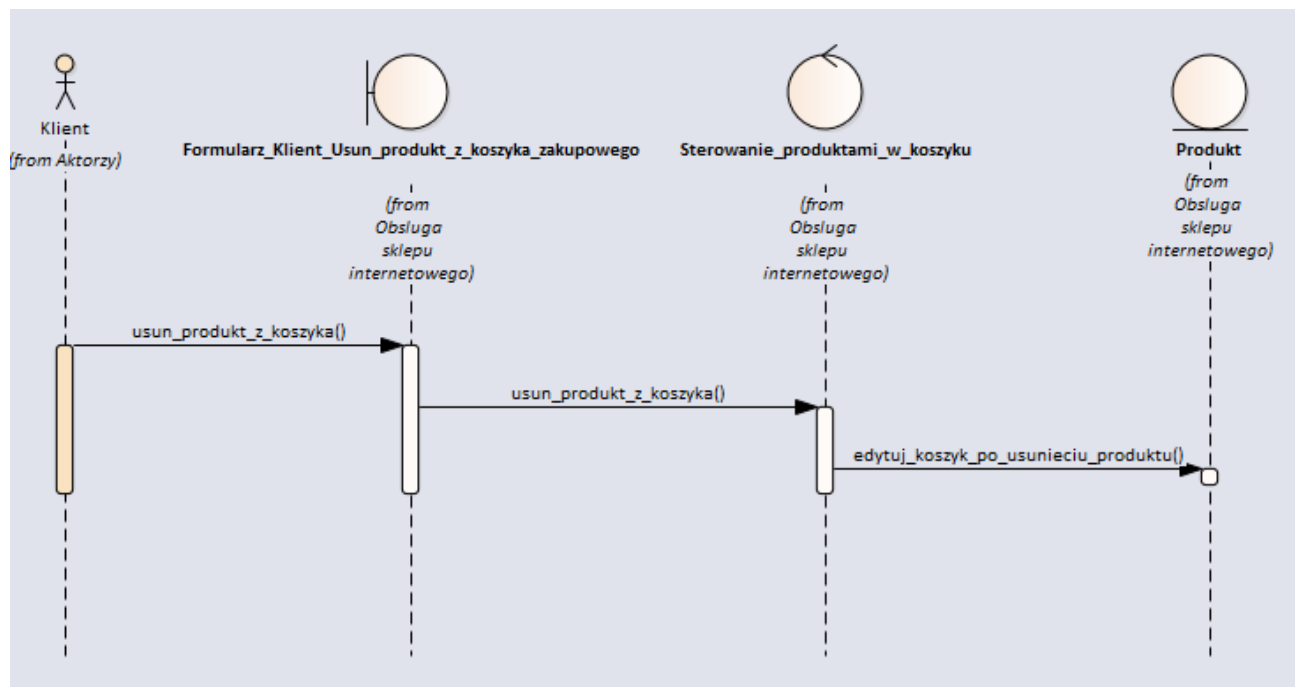 Klient
(from Aktorzy)
Formularz_Klient_Usun_produkt_z_koszyka_zakupowego
(from
Obsluga
sklepu
internetowego)
Sterowanie_produktami_w_koszyku
(from
Obsluga
sklepu
internetowego)
Produkt
(from
Obsluga
sklepu
internetowego)
usun_produkt_z_koszyka()
usun_produkt_z_koszyka()
edytuj_koszyk_po_usunieciu_produktu()